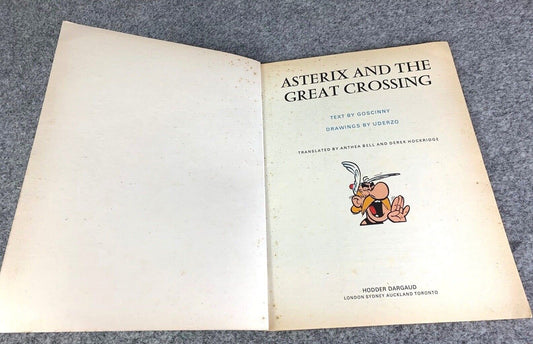 ASTERIX AND THE
GREAT CROSSING
TEXT BY GOSCINNY
DRAWINGS BY UDERZO
TRANSLATED BY ANTHEA BELL AND DEREK HOCKRIDGE
HODDER DARGAUD
LONDON SYDNEY AUCKLAND TORONTO